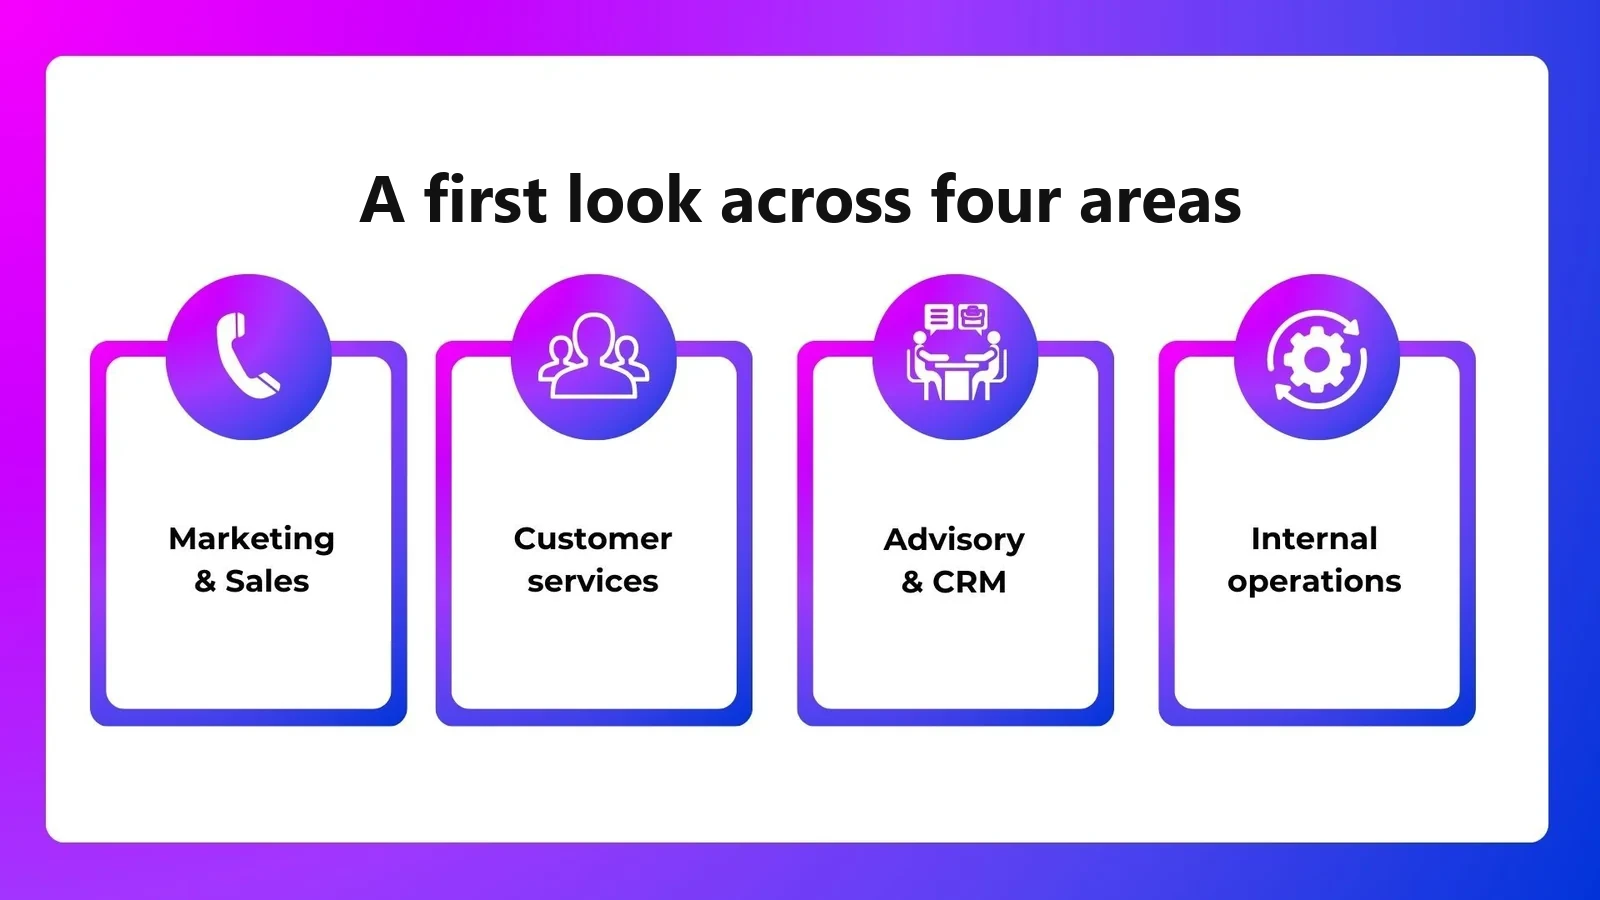 A first look across four areas
Marketing
& Sales
Customer
services
Advisory
& CRM
Internal
operations